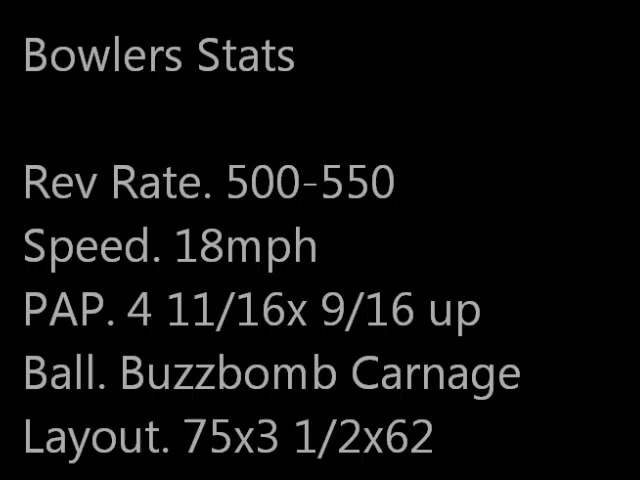 Bowlers Stats
Rev Rate. 500-550
Speed. 18mph
PAP. 4 11/16x 9/16 up
Ball. Buzzbomb Carnage
Layout. 75x3 1/2x62